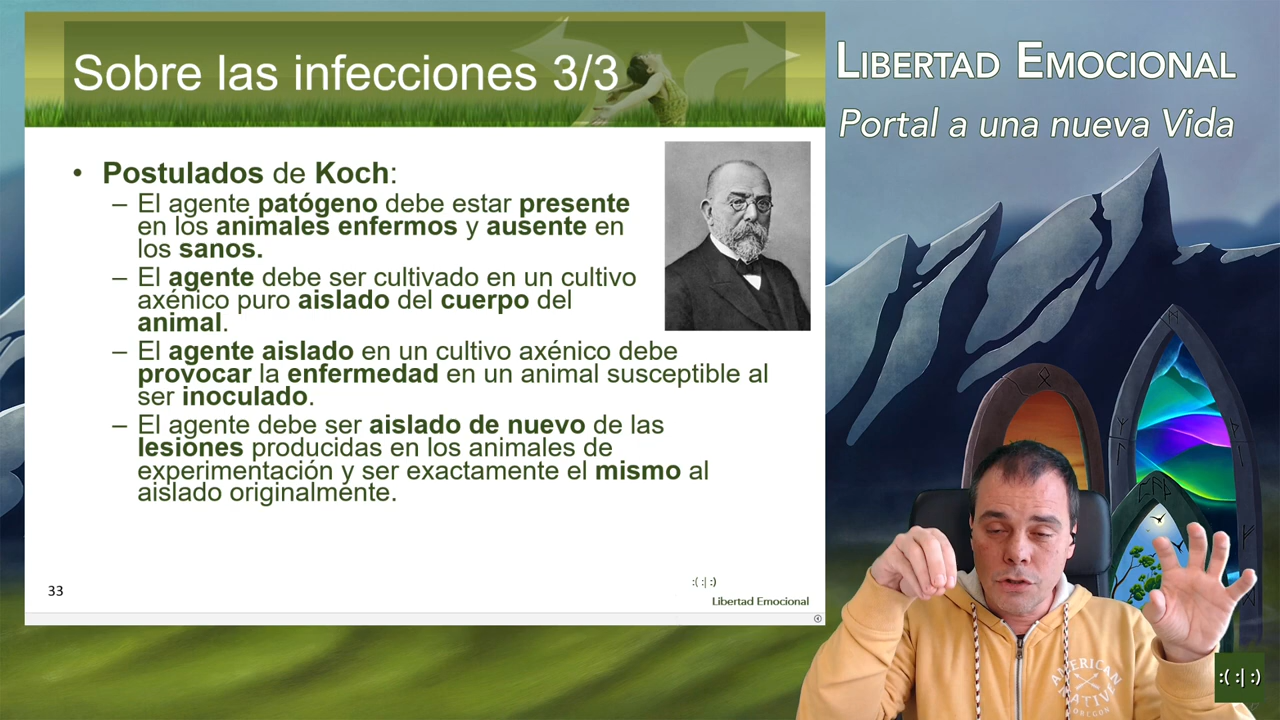 Sobre las infecciones 3/3
• Postulados de Koch:
– El agente patógeno debe estar presente
en los animales enfermos y ausente en
los sanos.
– El agente debe ser cultivado en un cultivo
axénico puro aislado del cuerpo del
animal.
– El agente aislado en un cultivo axénico debe
provocar la enfermedad en un animal susceptible al
ser inoculado.
– El agente debe ser aislado de nuevo de las
lesiones producidas en los animales de
experimentación y ser exactamente el mismo al
aislado originalmente.
33
:( :| :)
Libertad Emocional
LIBERTAD EMOCIONAL
Portal a una nueva Vida
AMERICAN
NATIVE
OREGON
:( :| :)